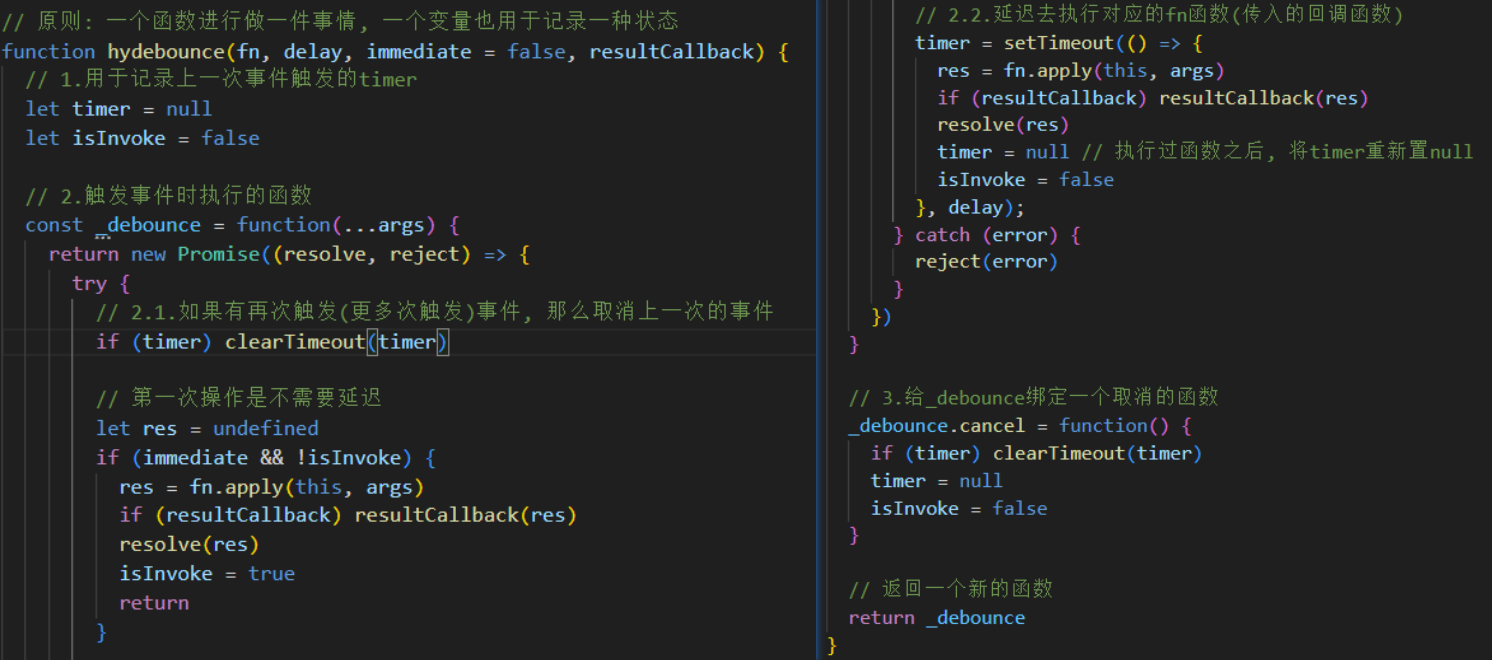 // 原则: 一个函数进行做一件事情, 一个变量也用于记录一种状态
function hydebounce(fn, delay, immediate = false, resultCallback) {
  // 1.用于记录上一次事件触发的timer
  let timer = null
  let isInvoke = false

  // 2.触发事件时执行的函数
  const _debounce = function(...args) {
    return new Promise((resolve, reject) => {
      try {
        // 2.1.如果有再次触发(更多次触发)事件, 那么取消上一次的事件
        if (timer) clearTimeout(timer)

        // 第一次操作是不需要延迟
        let res = undefined
        if (immediate && !isInvoke) {
          res = fn.apply(this, args)
          if (resultCallback) resultCallback(res)
          resolve(res)
          isInvoke = true
          return
        }

        // 2.2.延迟去执行对应的fn函数(传入的回调函数)
        timer = setTimeout(() => {
          res = fn.apply(this, args)
          if (resultCallback) resultCallback(res)
          resolve(res)
          timer = null // 执行过函数之后, 将timer重新置null
          isInvoke = false
        }, delay);
      } catch (error) {
        reject(error)
      }
    })
  }

  // 3.给_debounce绑定一个取消的函数
  _debounce.cancel = function() {
    if (timer) clearTimeout(timer)
    timer = null
    isInvoke = false
  }

  // 返回一个新的函数
  return _debounce
}